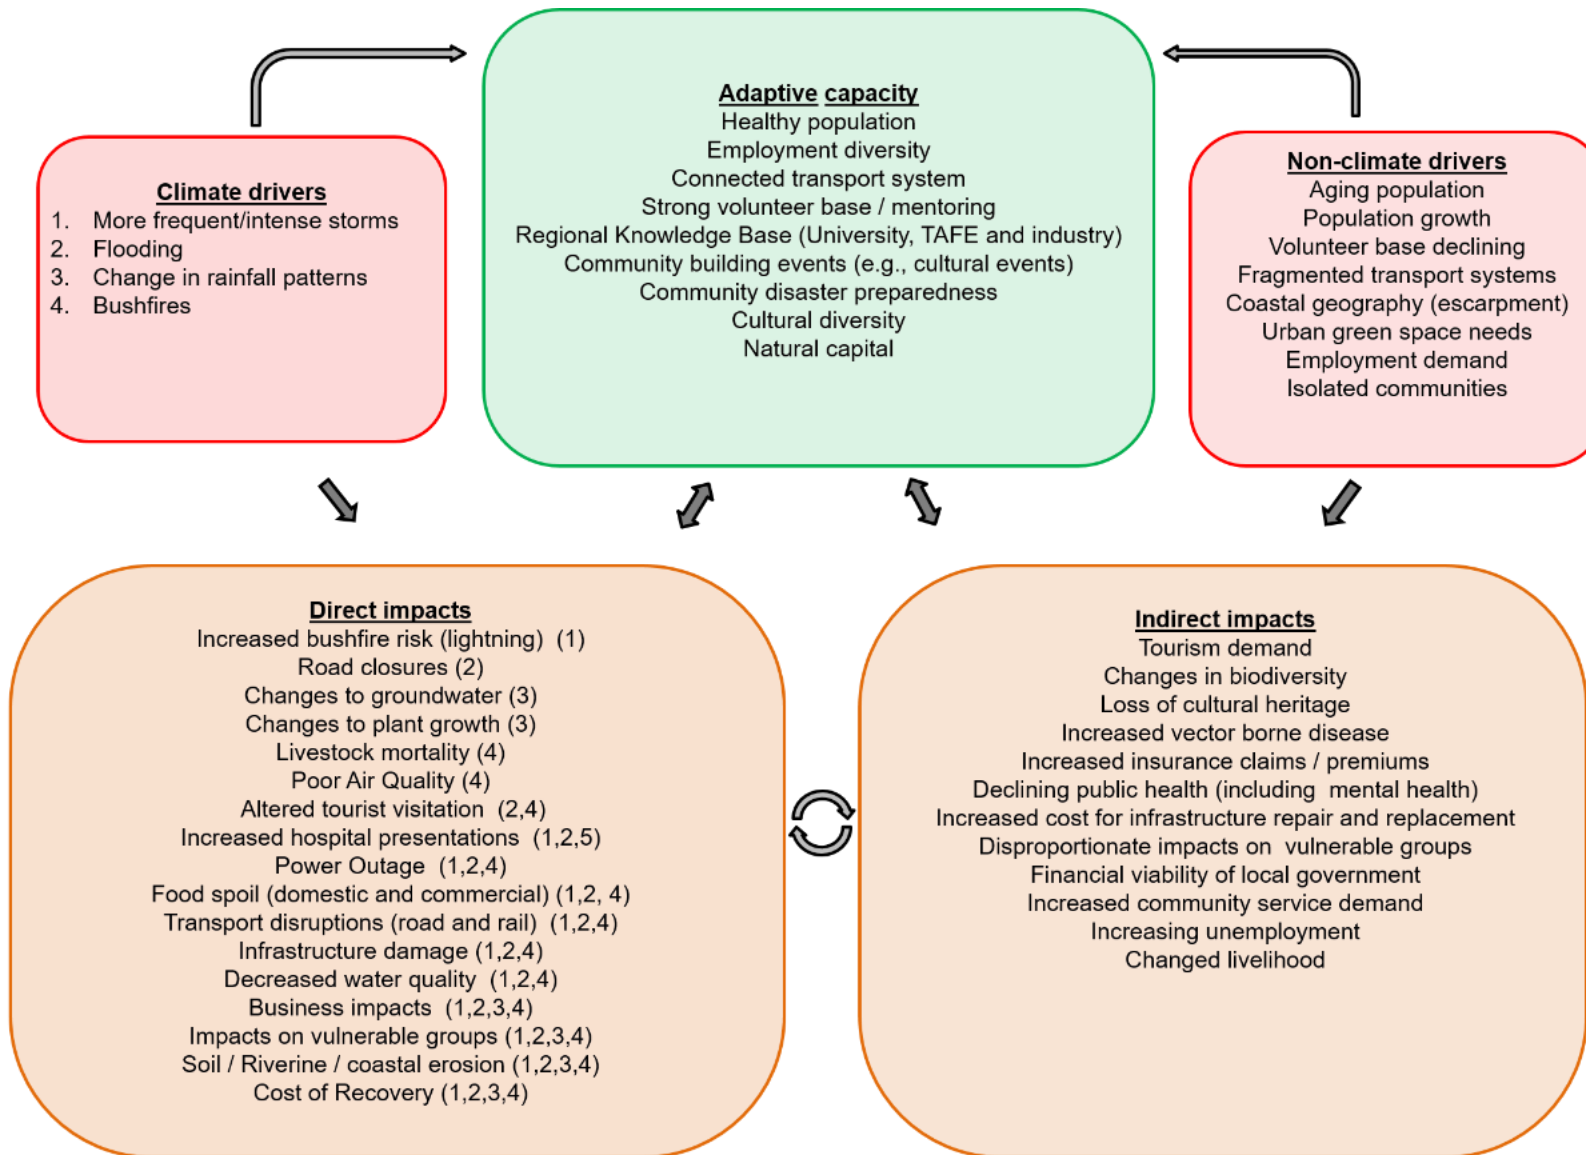 Adaptive capacity
Healthy population
Employment diversity
Connected transport system
Strong volunteer base / mentoring
Regional Knowledge Base (University, TAFE and industry)
Community building events (e.g., cultural events)
Community disaster preparedness
Cultural diversity
Natural capital
Climate drivers
1. More frequent/intense storms
2. Flooding
3. Change in rainfall patterns
4. Bushfires
Non-climate drivers
Aging population
Population growth
Volunteer base declining
Fragmented transport systems
Coastal geography (escarpment)
Urban green space needs
Employment demand
Isolated communities
Direct impacts
Increased bushfire risk (lightning) (1)
Road closures (2)
Changes to groundwater (3)
Changes to plant growth (3)
Livestock mortality (4)
Poor Air Quality (4)
Altered tourist visitation (2,4)
Increased hospital presentations (1,2,5)
Power Outage (1,2,4)
Food spoil (domestic and commercial) (1,2, 4)
Transport disruptions (road and rail) (1,2,4)
Infrastructure damage (1,2,4)
Decreased water quality (1,2,4)
Business impacts (1,2,3,4)
Impacts on vulnerable groups (1,2,3,4)
Soil / Riverine / coastal erosion (1,2,3,4)
Cost of Recovery (1,2,3,4)
Indirect impacts
Tourism demand
Changes in biodiversity
Loss of cultural heritage
Increased vector borne disease
Increased insurance claims / premiums
Declining public health (including mental health)
Increased cost for infrastructure repair and replacement
Disproportionate impacts on vulnerable groups
Financial viability of local government
Increased community service demand
Increasing unemployment
Changed livelihood